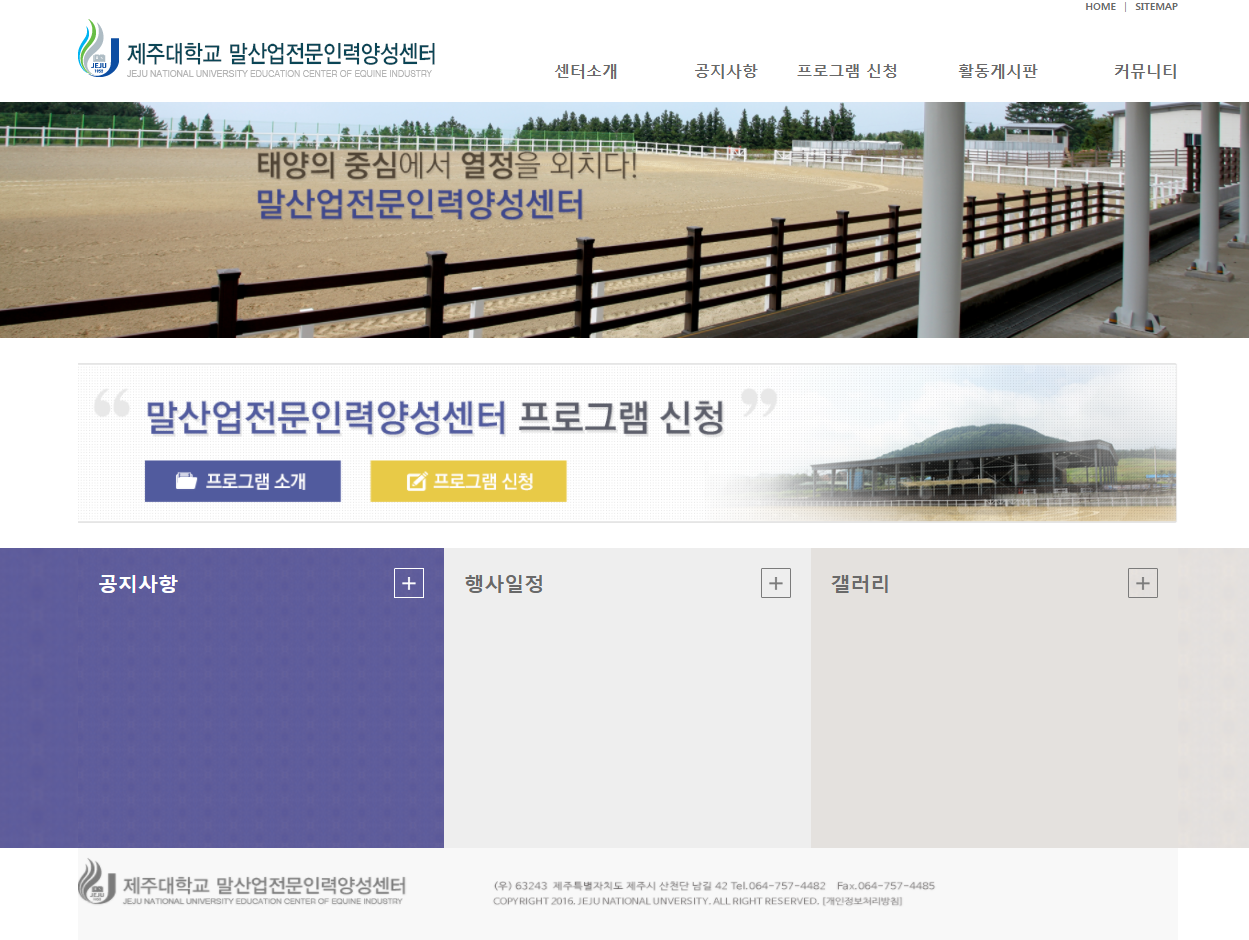 HOME | SITEMAP
제주대학교 말산업전문인력양성센터
JEJU NATIONAL UNIVERSITY EDUCATION CENTER OF EQUINE INDUSTRY
JEJU
1952
센터소개 공지사항 프로그램 신청 활동게시판 커뮤니티
태양의 중심에서 열정을 외치다!
말산업전문인력양성센터
“ 말산업전문인력양성센터 프로그램 신청 ”
프로그램 소개 프로그램 신청
공지사항 + 행사일정 + 갤러리 +
제주대학교 말산업전문인력양성센터
JEJU NATIONAL UNIVERSITY EDUCATION CENTER OF EQUINE INDUSTRY
JEJU
(우) 63243 제주특별자치도 제주시 산천단 남길 42 Tel.064-757-4482 Fax.064-757-4485
COPYRIGHT 2016. JEJU NATIONAL UNVERSITY. ALL RIGHT RESERVED. [개인정보처리방침]